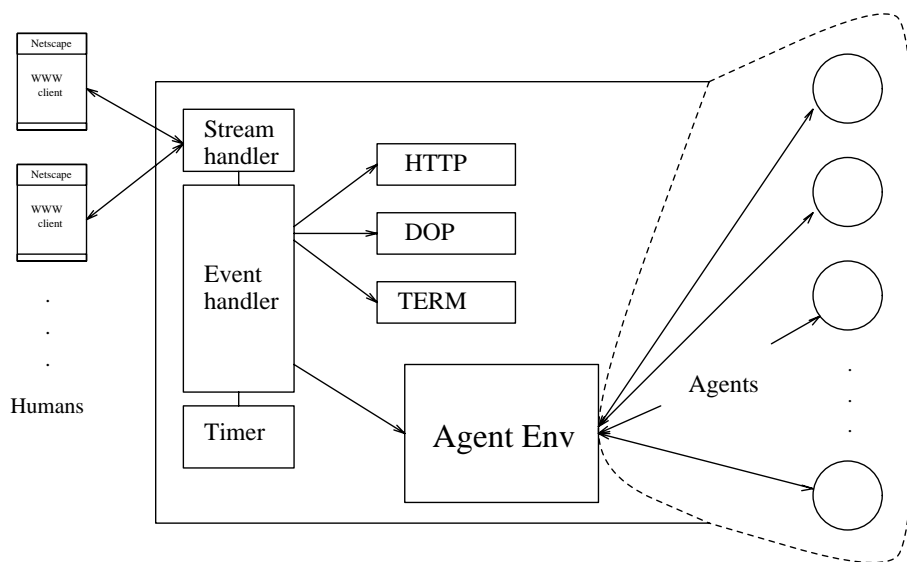 Netscape
WWW
client
Netscape
WWW
client
.
.
.
Humans
Stream
handler
Event
handler
Timer
HTTP
DOP
TERM
Agent Env
Agents
.
.
.